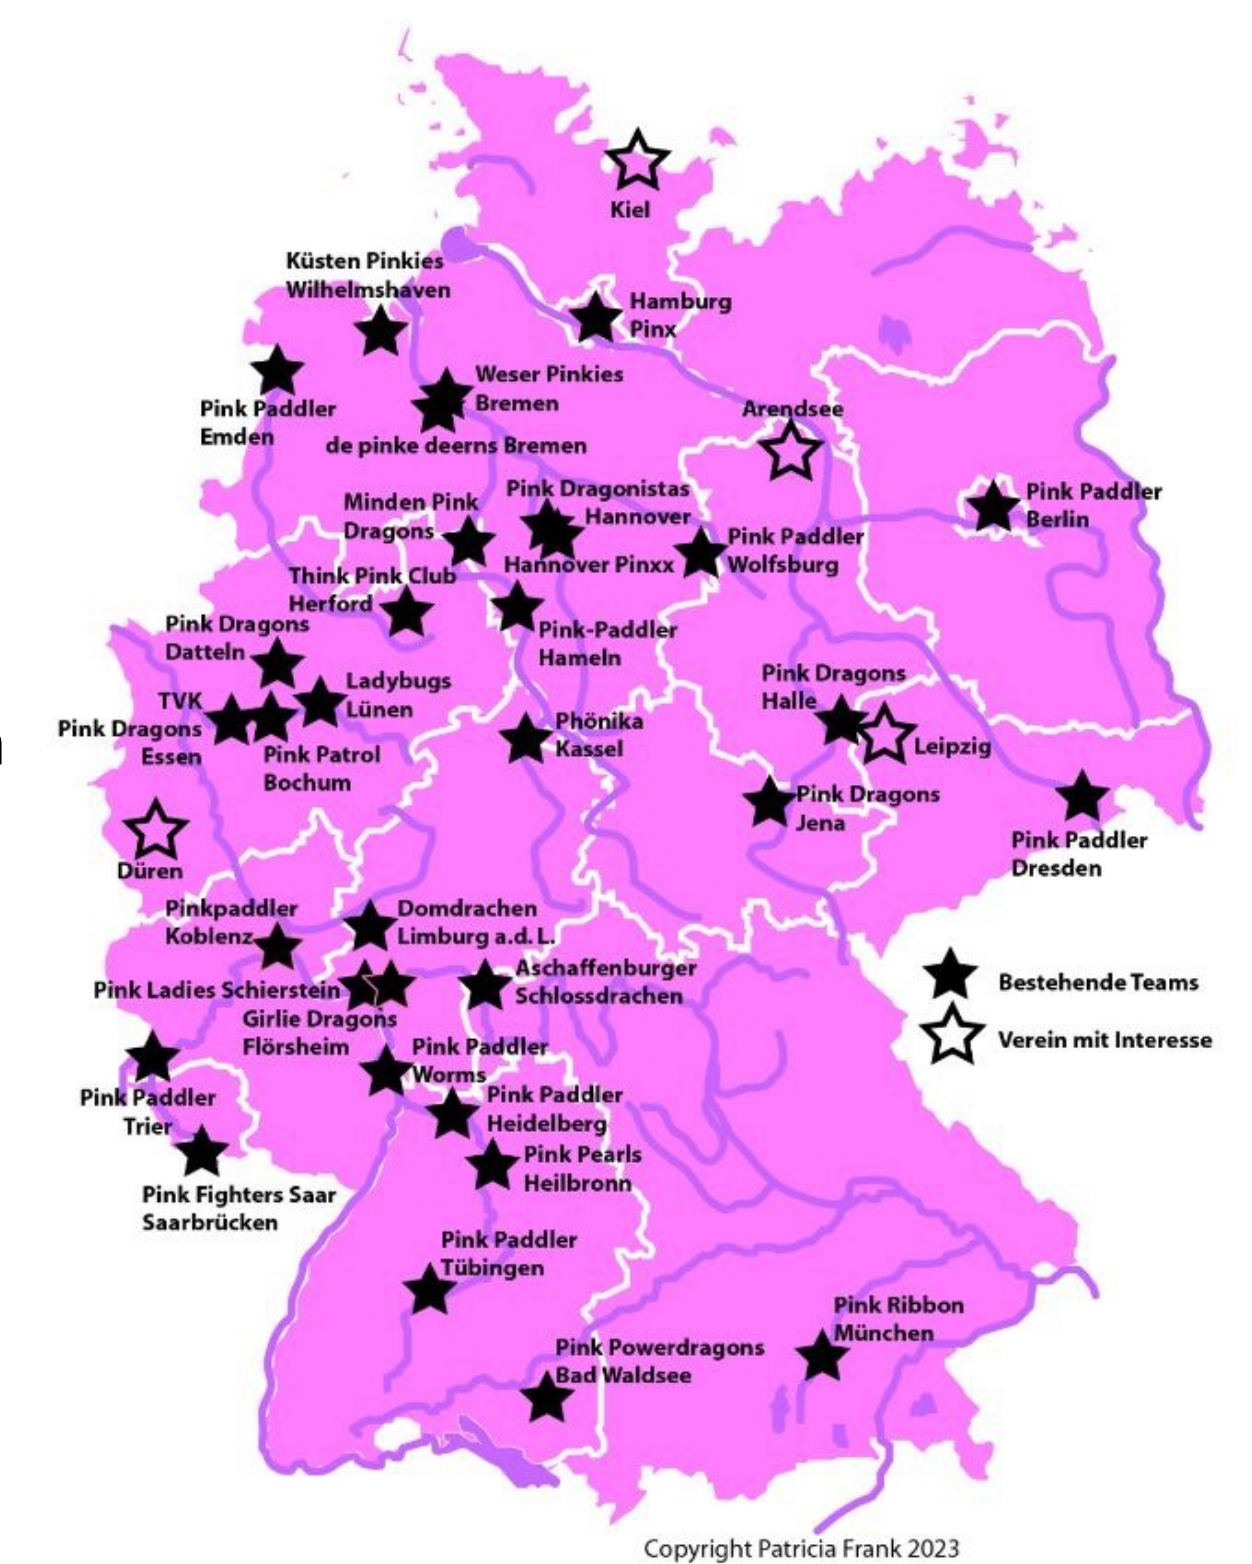 Kiel
Küsten Pinkies
Wilhelmshaven
Hamburg
Pinx
Pink Paddler
Emden
Weser Pinkies
Bremen
de pinke deerns Bremen
Arendsee
Pink Paddler
Berlin
Minden Pink
Dragons
Pink Dragonistas
Hannover
Hannover Pinxx
Pink Paddler
Wolfsburg
Think Pink Club
Herford
Pink-Paddler
Hameln
Pink Dragons
Datteln
Ladybugs
Lünen
TVK
Pink Dragons
Essen
Pink Patrol
Bochum
Phönika
Kassel
Pink Dragons
Halle
Leipzig
Pink Dragons
Jena
Pink Paddler
Dresden
Düren
Pinkpaddler
Koblenz
Domdrachen
Limburg a.d. L.
Pink Ladies Schierstein
Girlie Dragons
Flörsheim
Aschaffenburger
Schlossdrachen
Bestehende Teams
Verein mit Interesse
Pink Paddler
Worms
Pink Paddler
Trier
Pink Paddler
Heidelberg
Pink Pearls
Heilbronn
Pink Fighters Saar
Saarbrücken
Pink Paddler
Tübingen
Pink Ribbon
München
Pink Powerdragons
Bad Waldsee
Copyright Patricia Frank 2023